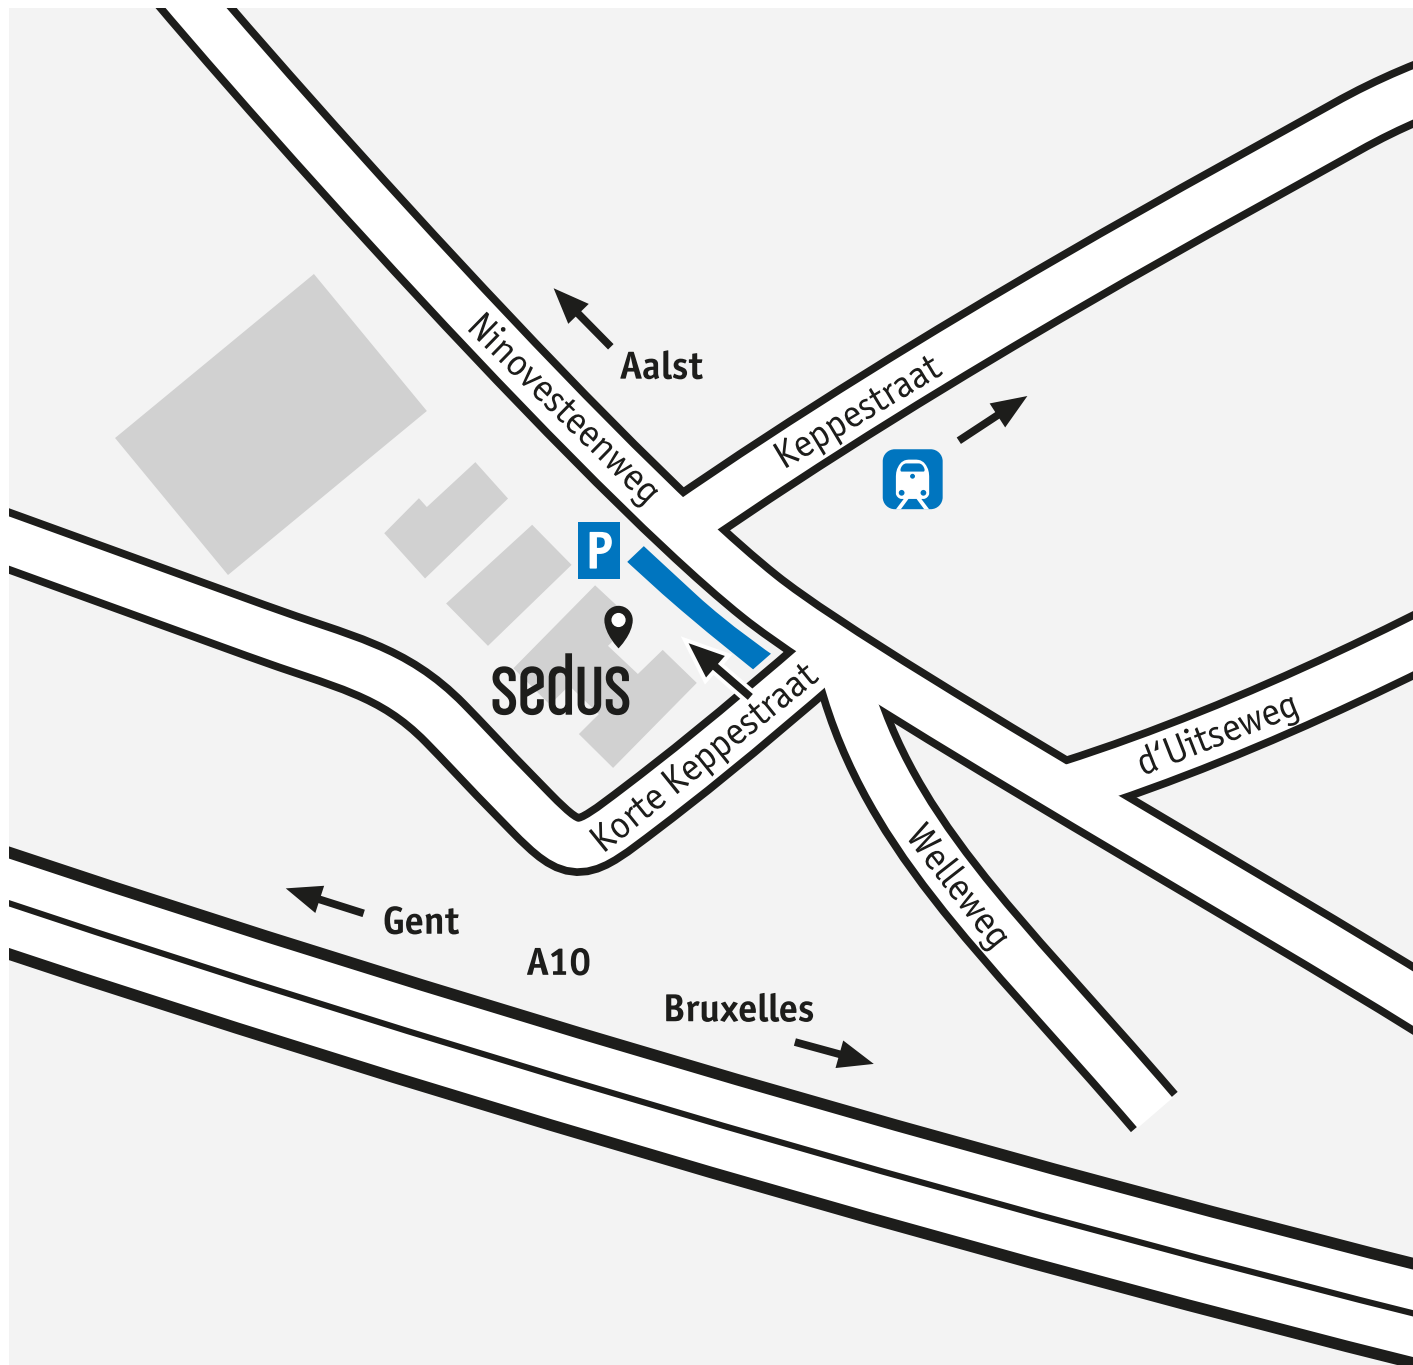 Ninovesteenweg
Aalst
Keppestraat
P
sedus
Korte Keppestraat
d‘Uitseweg
Welleweg
Gent
A10
Bruxelles